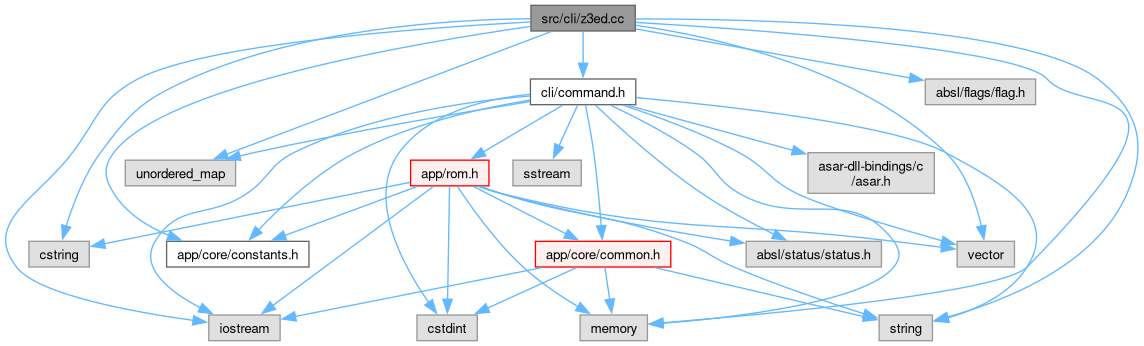 src/cli/z3ed.cc
cli/command.h
absl/flags/flag.h
unordered_map
app/rom.h
sstream
asar-dll-bindings/c
/asar.h
cstring
app/core/constants.h
app/core/common.h
absl/status/status.h
vector
iostream
cstdint
memory
string